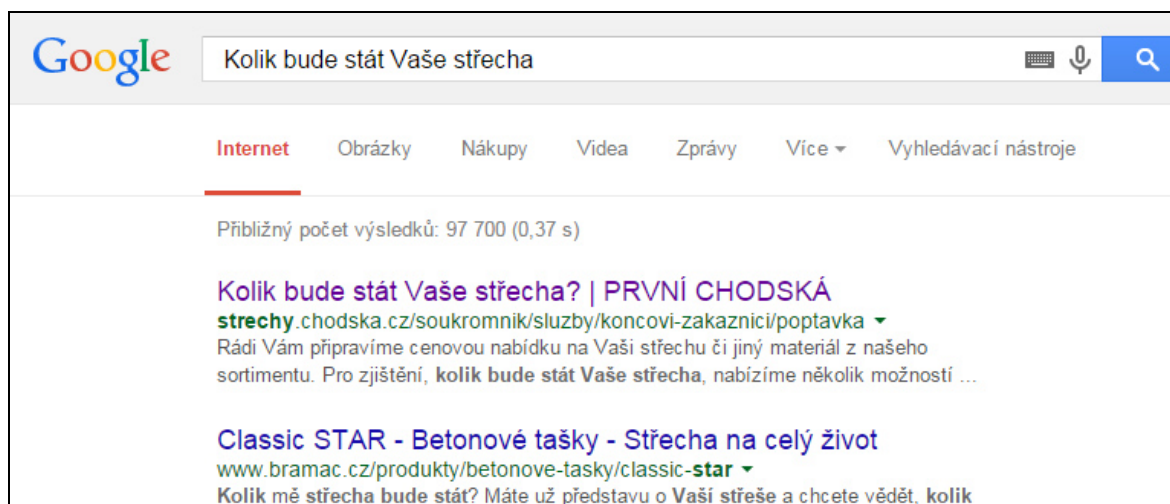 Google Kolik bude stát Vaše střecha
Internet Obrázky Nákupy Videa Zprávy Více Vyhledávací nástroje
Přibližný počet výsledků: 97 700 (0,37 s)
Kolik bude stát Vaše střecha? | PRVNÍ CHODSKÁ
strechy.chodska.cz/soukromnik/sluzby/koncovi-zakaznici/poptavka
Rádi Vám připravíme cenovou nabídku na Vaši střechu či jiný materiál z našeho
sortimentu. Pro zjištění, kolik bude stát Vaše střecha, nabízíme několik možností ...
Classic STAR - Betonové tašky - Střecha na celý život
www.bramac.cz/produkty/betonove-tasky/classic-star
Kolik mě střecha bude stát? Máte už představu o Vaší střeše a chcete vědět, kolik